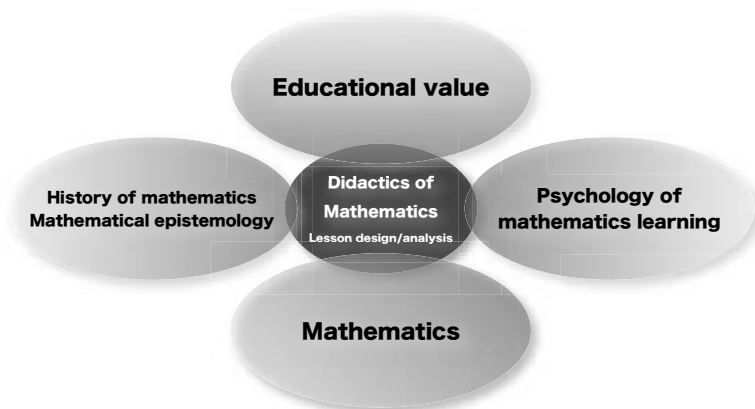 Educational value
History of mathematics
Mathematical epistemology
Didactics of
Mathematics
Lesson design/analysis
Psychology of
mathematics learning
Mathematics